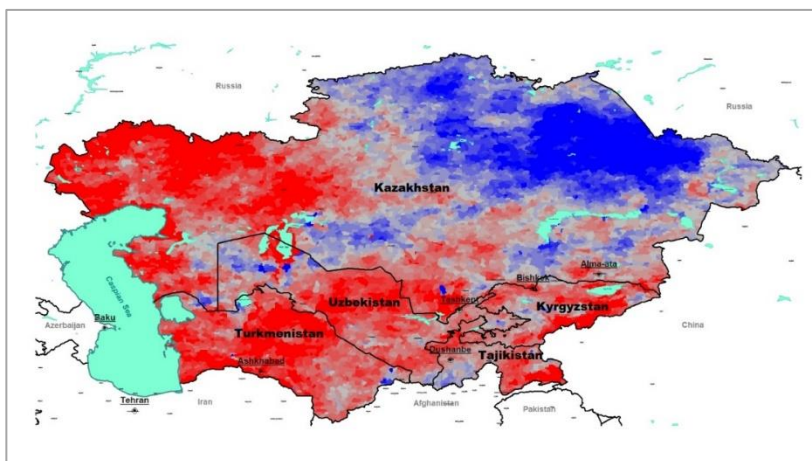 Russia
Russia
Kazakhstan
Caspian Sea
Alma-ata
Bishkek
Uzbekistan
Tashkent
Kyrgyzstan
Azerbaijan
Baku
Turkmenistan
China
Dushanbe
Tajikistan
Ashkhabad
Tehran
Iran
Afghanistan
Pakistan